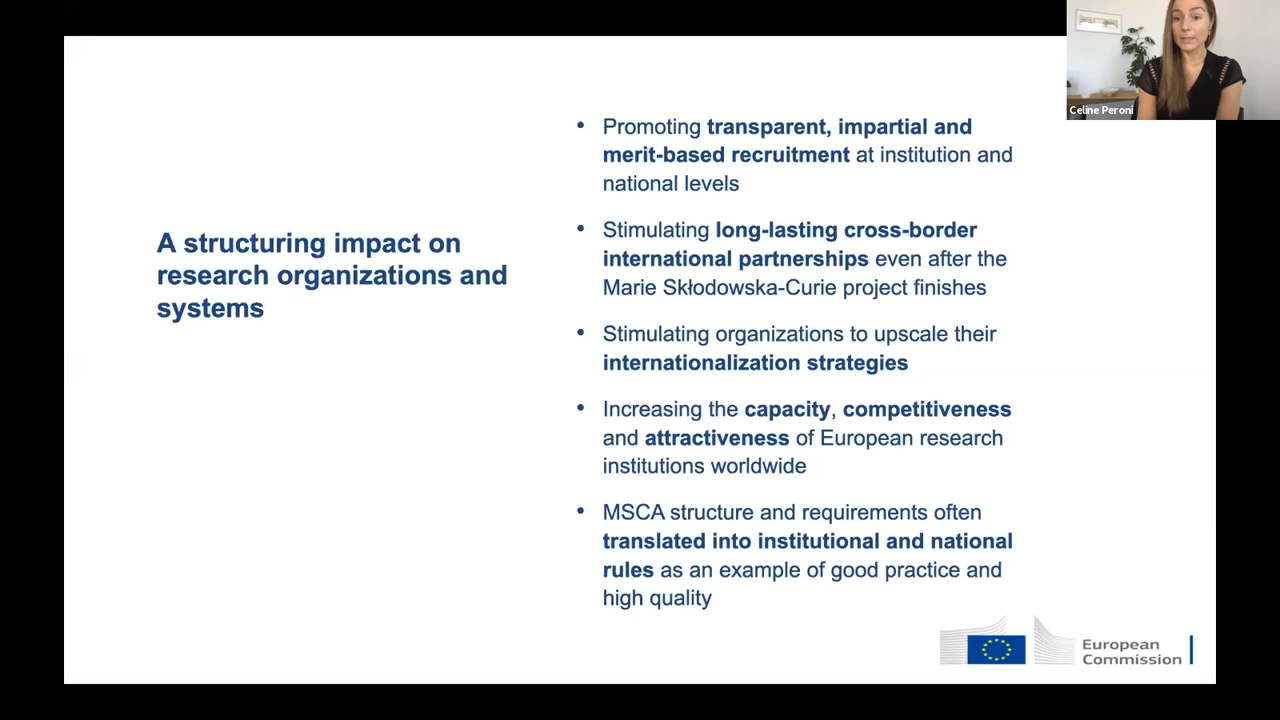 Celine Peroni
A structuring impact on
research organizations and
systems
• Promoting transparent, impartial and
merit-based recruitment at institution and
national levels
• Stimulating long-lasting cross-border
international partnerships even after the
Marie Skłodowska-Curie project finishes
• Stimulating organizations to upscale their
internationalization strategies
• Increasing the capacity, competitiveness
and attractiveness of European research
institutions worldwide
• MSCA structure and requirements often
translated into institutional and national
rules as an example of good practice and
high quality
European
Commission